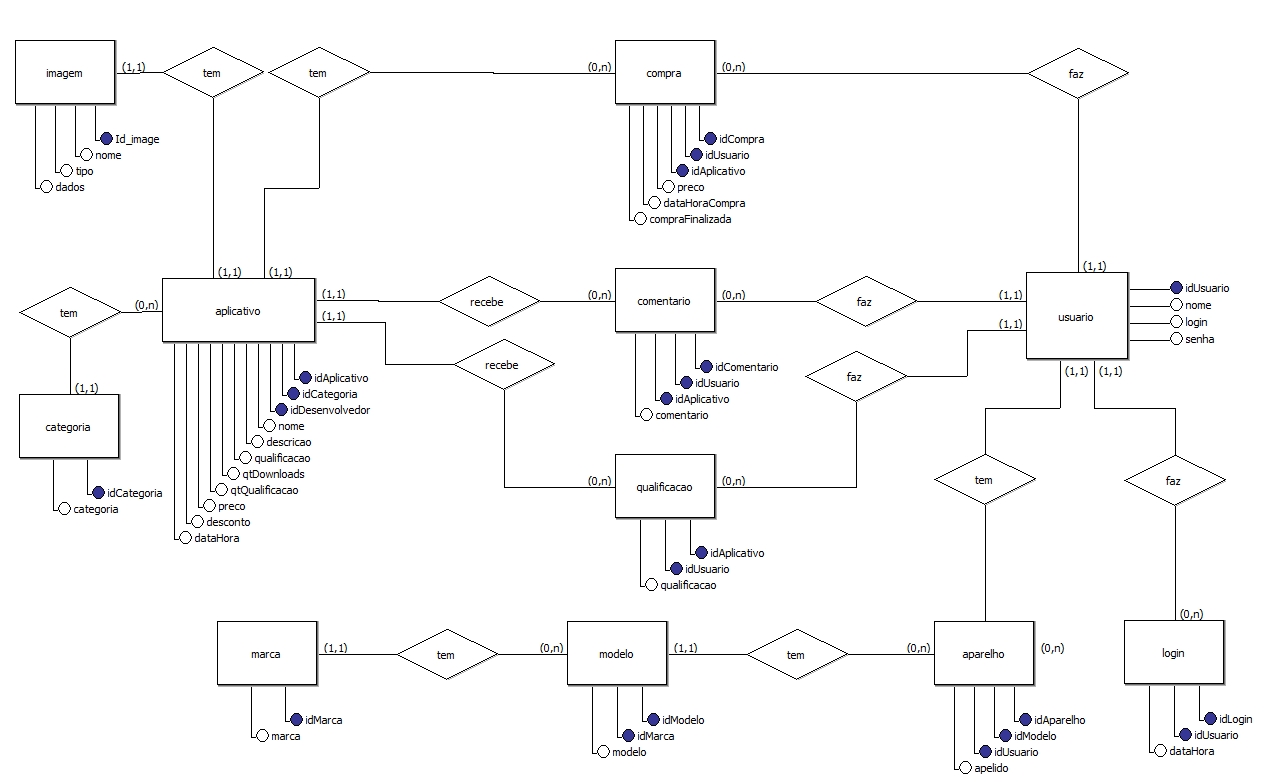 imagem
(1,1)
tem
tem
(0,n)
compra
(0,n)
faz
Id_image
nome
tipo
dados
idCompra
idUsuario
idAplicativo
preco
dataHoraCompra
compraFinalizada
(1,1)
(1,1)
(1,1)
tem
(0,n)
aplicativo
(1,1)
(1,1)
recebe
(0,n)
comentario
(0,n)
faz
(1,1)
(1,1)
usuario
idUsuario
nome
login
senha
recebe
faz
(1,1)
(1,1)
(1,1)
categoria
idCategoria
categoria
idAplicativo
idCategoria
idDesenvolvedor
nome
descricao
qualificacao
qtDownloads
qtQualificacao
preco
desconto
dataHora
idComentario
idUsuario
idAplicativo
comentario
(0,n)
qualificacao
(0,n)
tem
faz
idAplicativo
idUsuario
qualificacao
marca
(1,1)
tem
(0,n)
modelo
(1,1)
tem
(0,n)
aparelho
(0,n)
(0,n)
login
idMarca
marca
idModelo
idMarca
modelo
idAparelho
idModelo
idUsuario
apelido
idLogin
idUsuario
dataHora